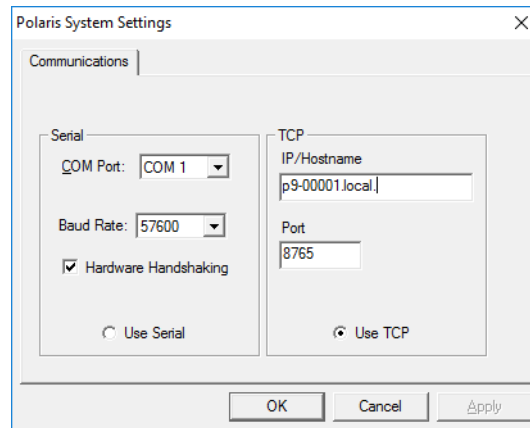 Polaris System Settings
Communications
Serial
COM Port: COM 1
Baud Rate: 57600
Hardware Handshaking
Use Serial
TCP
IP/Hostname
p9-00001.local.
Port
8765
Use TCP
OK Cancel Apply